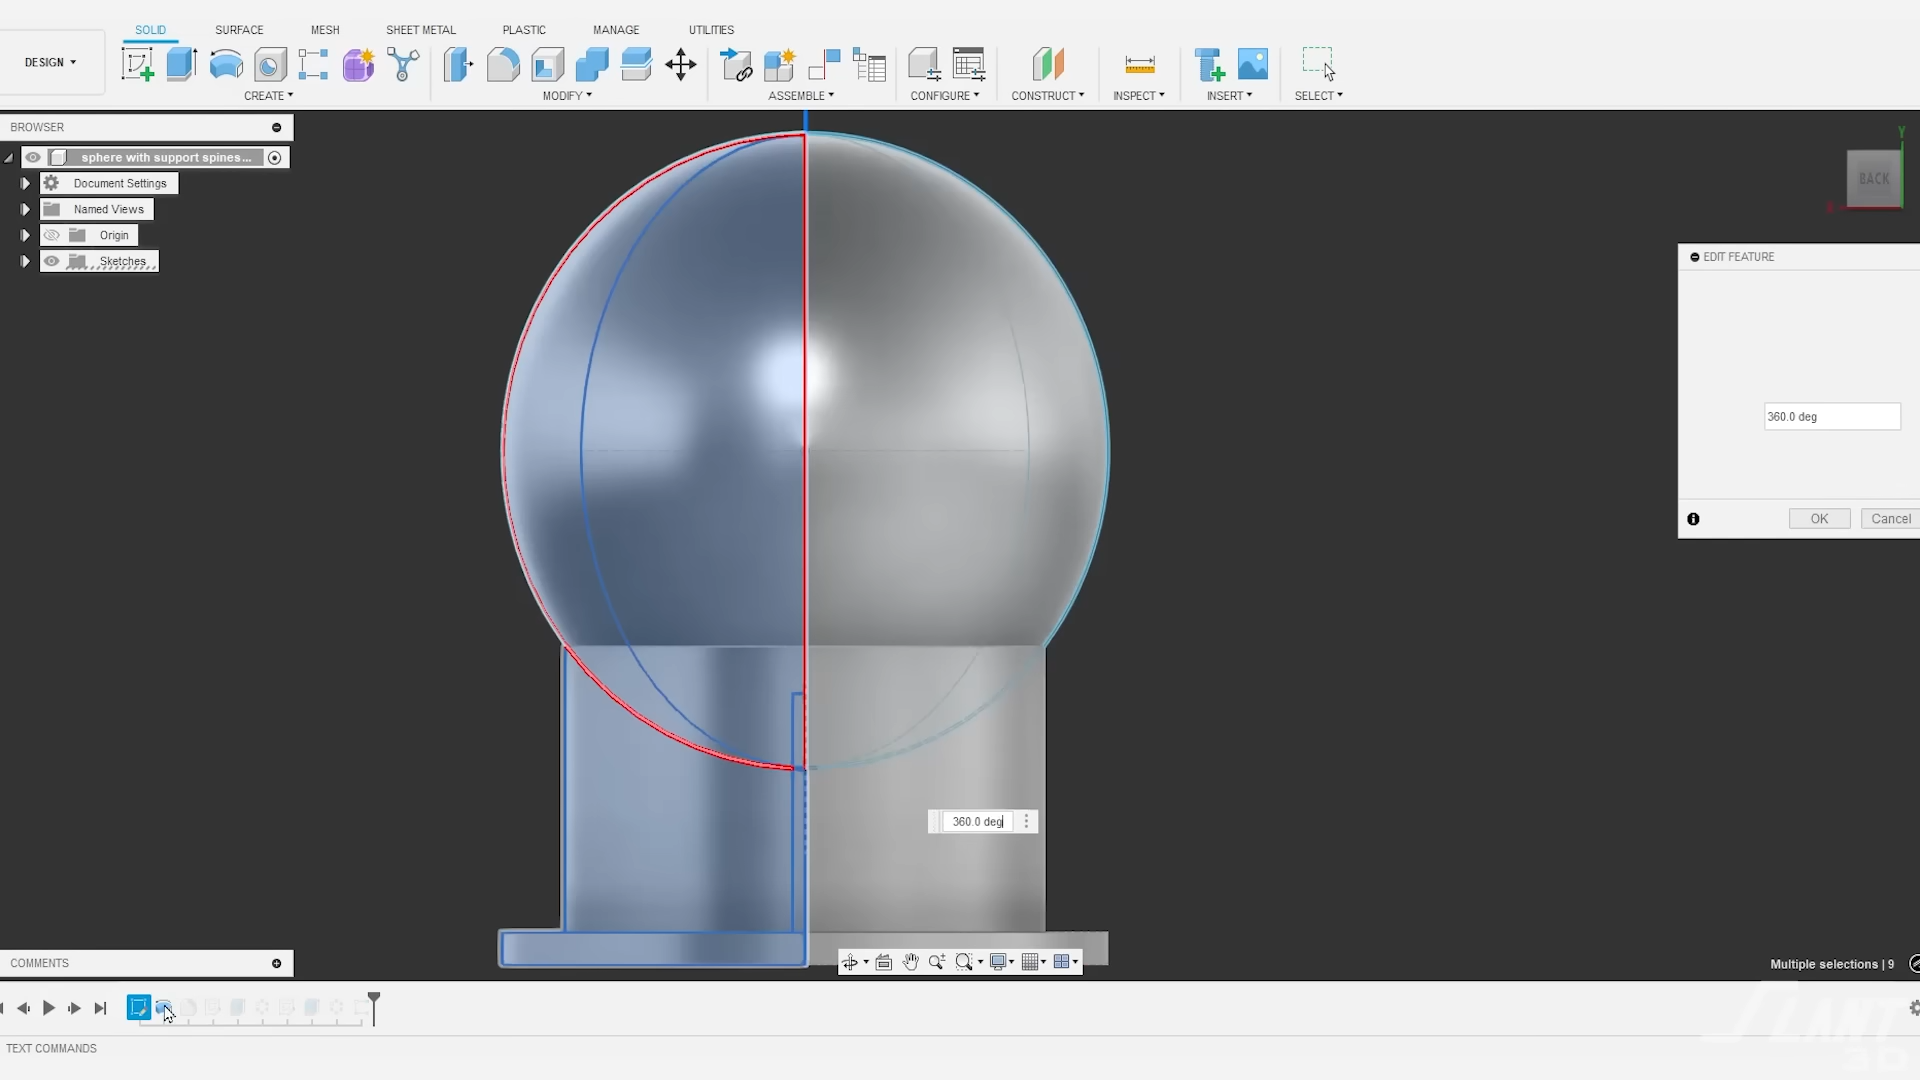 SOLID SURFACE MESH SHEET METAL PLASTIC MANAGE UTILITIES
DESIGN
CREATE MODIFY ASSEMBLE CONFIGURE CONSTRUCT INSPECT INSERT SELECT
BROWSER
sphere with support spines...
Document Settings
Named Views
Origin
Sketches
Y
BACK
EDIT FEATURE
360.0 deg
OK Cancel
360.0 deg
COMMENTS
Multiple selections | 9
TEXT COMMANDS
SLANT
3D